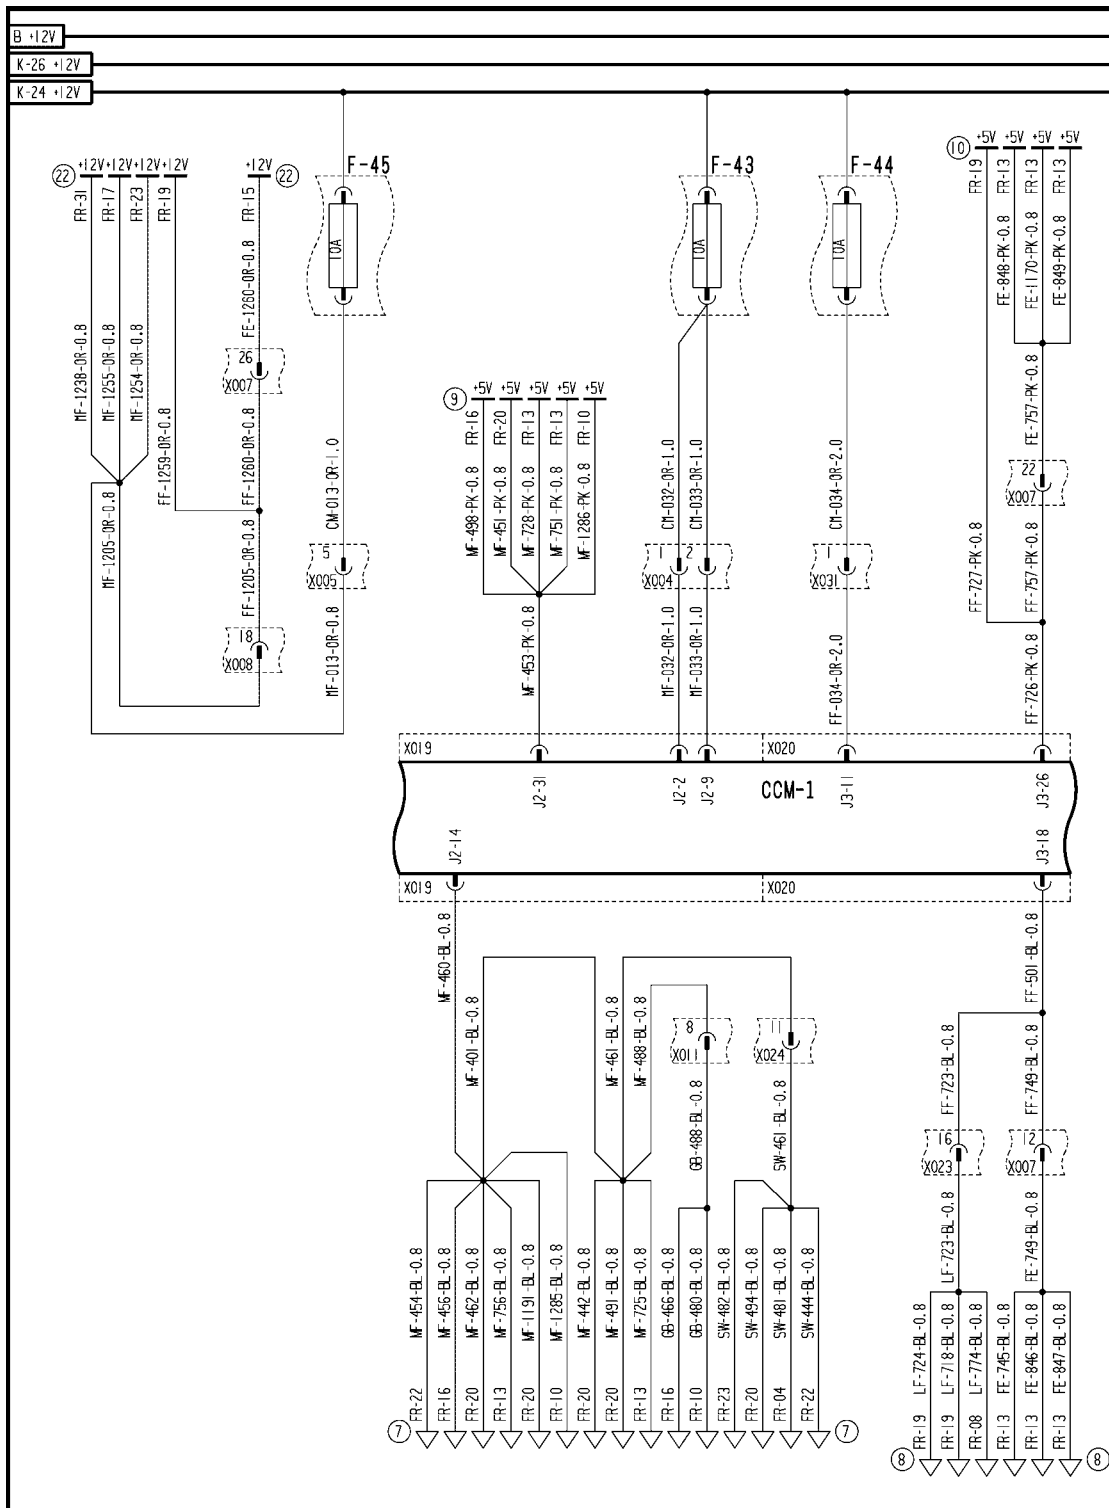 B +12V
K-26 +12V
K-24 +12V
22
+12V
+12V
+12V
+12V
FR-31
FR-17
FR-23
FR-19
+12V
22
FR-15
F-45
10A
F-43
10A
F-44
10A
10
+5V
+5V
+5V
+5V
FR-19
FR-13
FR-13
FR-13
FE-848-PK-0.8
FE-1170-PK-0.8
FE-849-PK-0.8
MF-1238-OR-0.8
MF-1255-OR-0.8
MF-1254-OR-0.8
FF-1259-OR-0.8
FE-1260-OR-0.8
26
X007
FF-1260-OR-0.8
9
+5V
+5V
+5V
+5V
+5V
FR-16
FR-20
FR-13
FR-13
FR-10
MF-498-PK-0.8
MF-451-PK-0.8
MF-728-PK-0.8
MF-751-PK-0.8
MF-1286-PK-0.8
FE-757-PK-0.8
22
X007
CM-013-OR-1.0
CM-032-OR-1.0
CM-033-OR-1.0
CM-034-OR-2.0
MF-1205-OR-0.8
FF-1205-OR-0.8
5
X005
1
2
X004
1
X031
FF-727-PK-0.8
FF-757-PK-0.8
18
X008
MF-013-OR-0.8
MF-453-PK-0.8
MF-032-OR-1.0
MF-033-OR-1.0
FF-034-OR-2.0
FF-726-PK-0.8
X019
X020
J2-31
J2-2
J2-9
CCM-1
J3-11
J3-26
J2-14
J3-18
X019
X020
MF-460-BL-0.8
FF-501-BL-0.8
MF-401-BL-0.8
MF-461-BL-0.8
MF-488-BL-0.8
8
X011
11
X024
FF-723-BL-0.8
FF-749-BL-0.8
GB-488-BL-0.8
SW-461-BL-0.8
16
X023
12
X007
LF-723-BL-0.8
FE-749-BL-0.8
MF-454-BL-0.8
MF-456-BL-0.8
MF-462-BL-0.8
MF-756-BL-0.8
MF-1191-BL-0.8
MF-1285-BL-0.8
MF-442-BL-0.8
MF-491-BL-0.8
MF-725-BL-0.8
GB-466-BL-0.8
GB-480-BL-0.8
SW-482-BL-0.8
SW-494-BL-0.8
SW-481-BL-0.8
SW-444-BL-0.8
LF-724-BL-0.8
LF-718-BL-0.8
LF-774-BL-0.8
FE-745-BL-0.8
FE-846-BL-0.8
FE-847-BL-0.8
7
FR-22
FR-16
FR-20
FR-13
FR-20
FR-10
FR-20
FR-20
FR-13
FR-16
FR-10
FR-23
FR-20
FR-04
FR-22
7
8
FR-19
FR-19
FR-08
FR-13
FR-13
FR-13
8